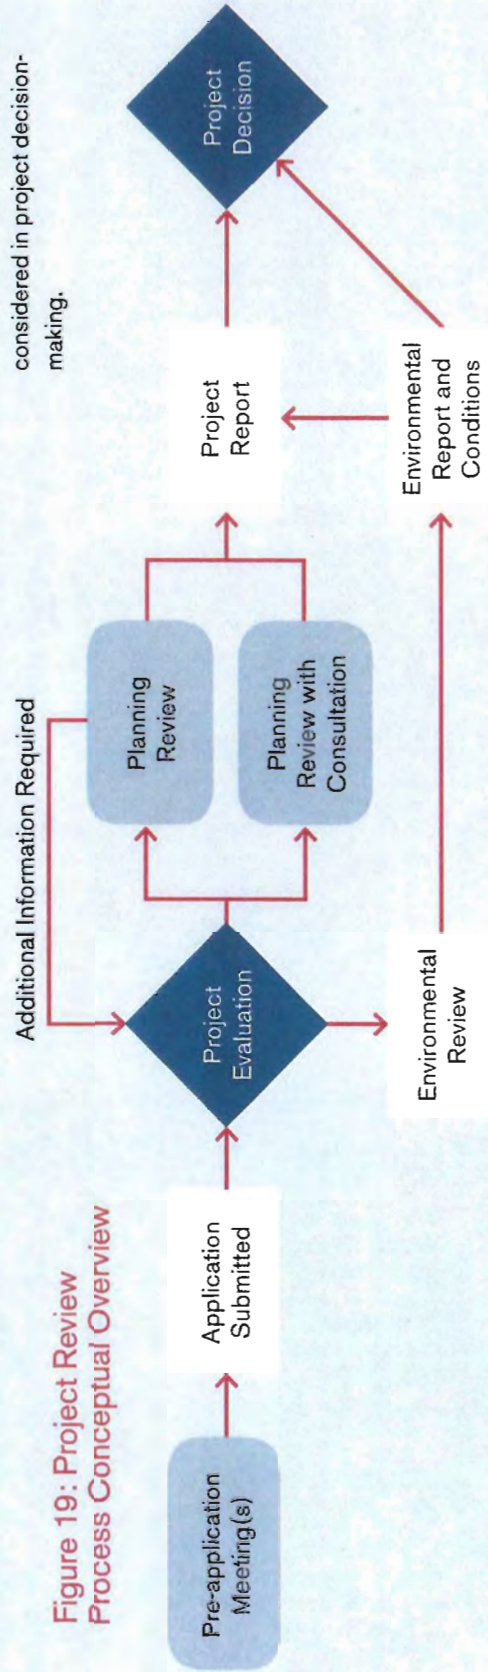 considered in project decision-
making.
Figure 19: Project Review
Process Conceptual Overview
Additional Information Required
Pre-application
Meeting(s)
Application
Submitted
Project
Evaluation
Planning
Review
Planning
Review with
Consultation
Project
Report
Project
Decision
Environmental
Review
Environmental
Report and
Conditions